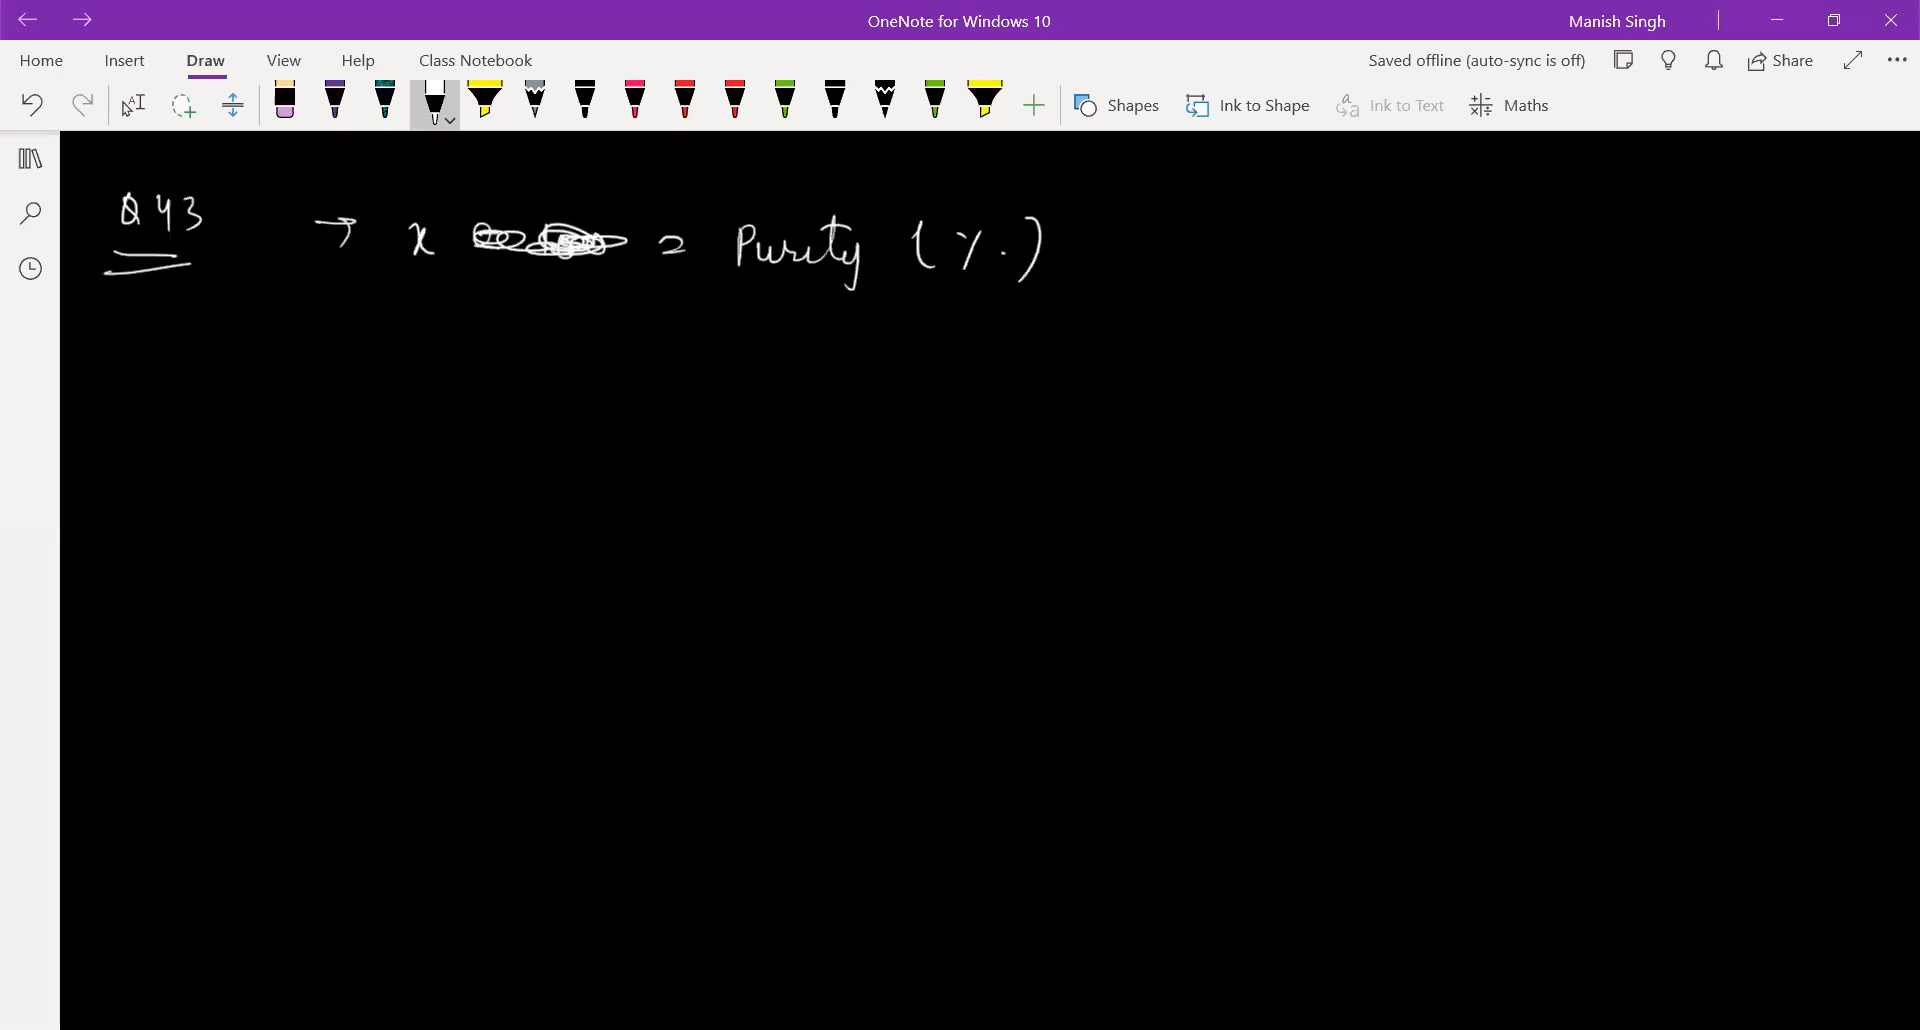 OneNote for Windows 10
Manish Singh
Home Insert Draw View Help Class Notebook
Saved offline (auto-sync is off) Share
Shapes Ink to Shape Ink to Text Maths
Q 43 → x = Purity (%)